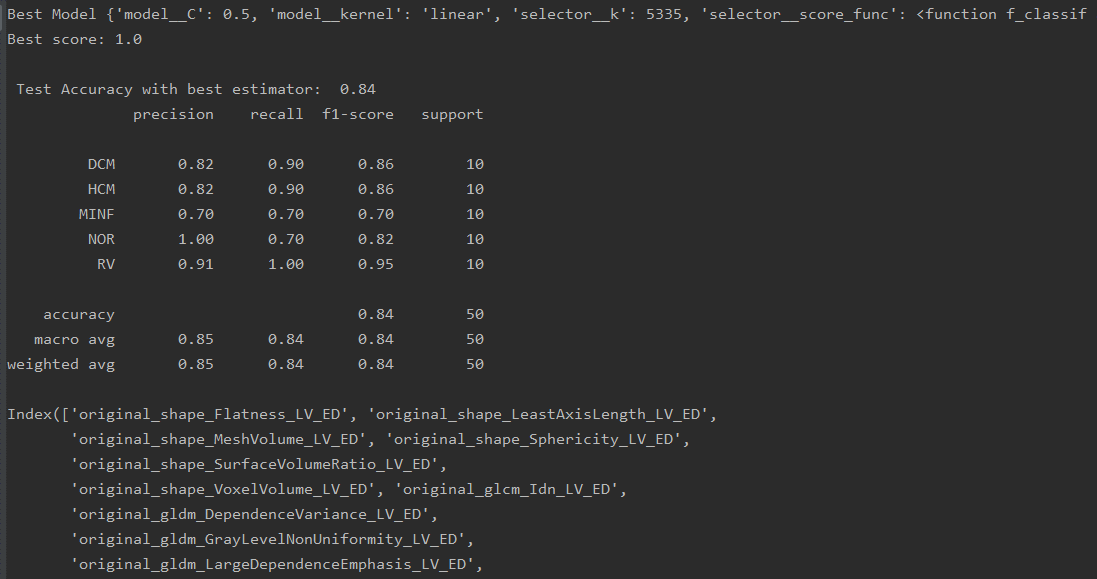 Best Model {'model__C': 0.5, 'model__kernel': 'linear', 'selector__k': 5335, 'selector__score_func': <function f_classif
Best score: 1.0
Test Accuracy with best estimator:  0.84
precision    recall  f1-score   support
DCM       0.82      0.90      0.86        10
HCM       0.82      0.90      0.86        10
MINF       0.70      0.70      0.70        10
NOR       1.00      0.70      0.82        10
RV       0.91      1.00      0.95        10
accuracy                           0.84        50
macro avg       0.85      0.84      0.84        50
weighted avg       0.85      0.84      0.84        50
Index(['original_shape_Flatness_LV_ED', 'original_shape_LeastAxisLength_LV_ED',
'original_shape_MeshVolume_LV_ED', 'original_shape_Sphericity_LV_ED',
'original_shape_SurfaceVolumeRatio_LV_ED',
'original_shape_VoxelVolume_LV_ED', 'original_glcm_Idn_LV_ED',
'original_gldm_DependenceVariance_LV_ED',
'original_gldm_GrayLevelNonUniformity_LV_ED',
'original_gldm_LargeDependenceEmphasis_LV_ED',